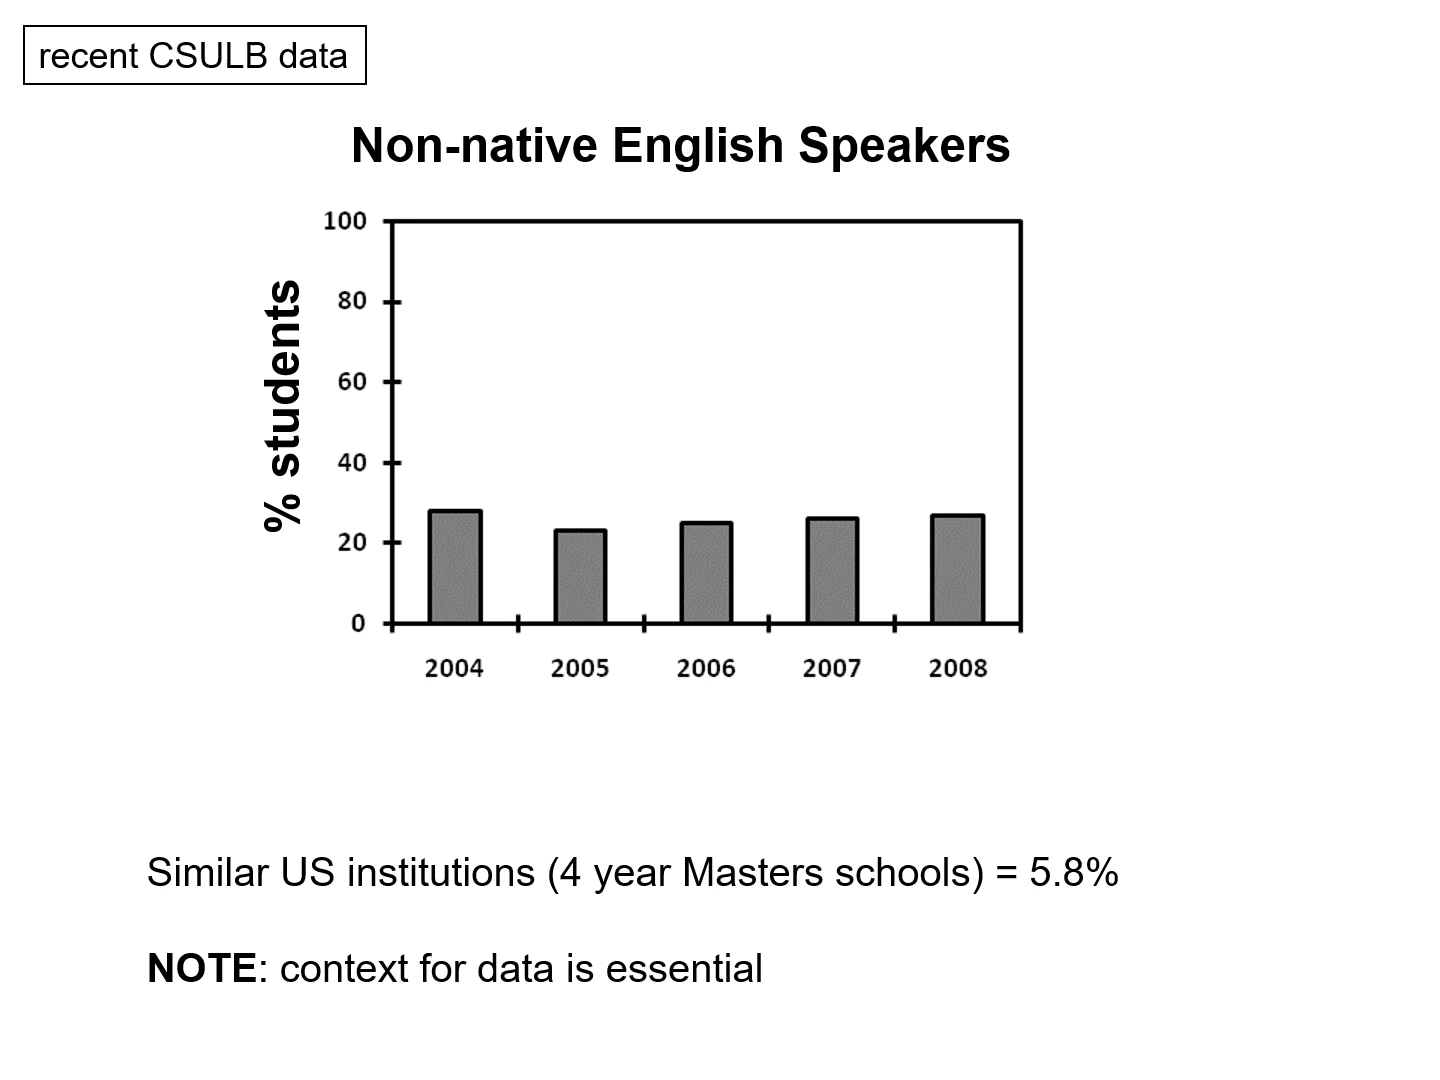 recent CSULB data
Non-native English Speakers
% students
100
80
60
40
20
0
2004 2005 2006 2007 2008
Similar US institutions (4 year Masters schools) = 5.8%
NOTE: context for data is essential